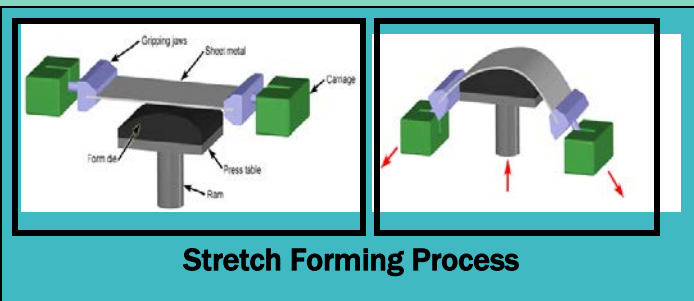 Gripping jaws
Sheet metal
Carriage
Form die
Press table
Ram
Stretch Forming Process